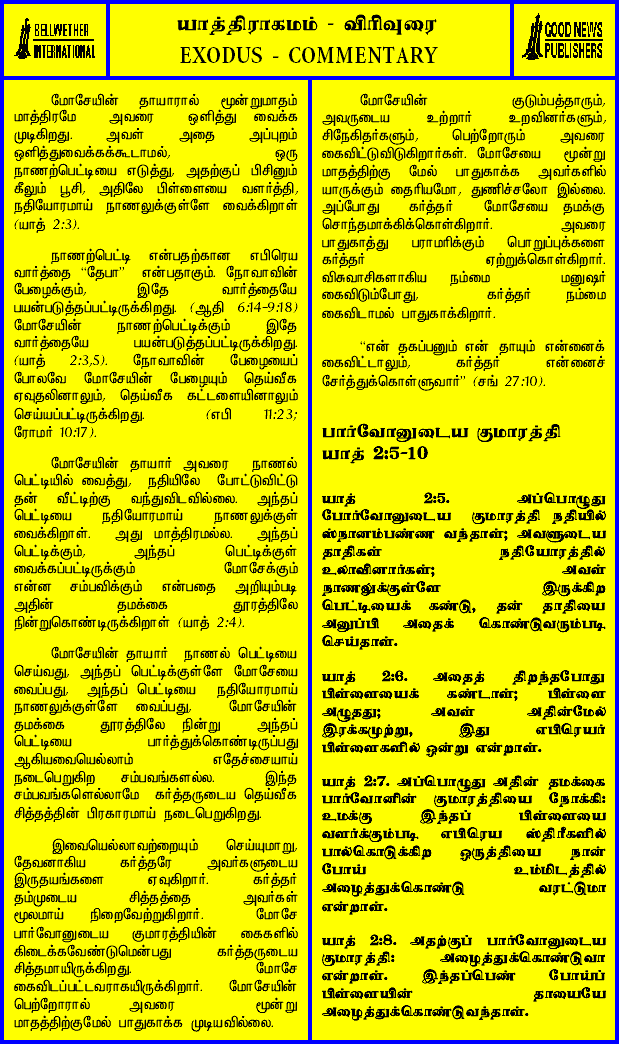 BELLWETHER
INTERNATIONAL
யாத்திராகமம் - விரிவுரை
EXODUS - COMMENTARY
GOOD NEWS
PUBLISHERS
மோசேயின் தாயாரால் மூன்றுமாதம்
மாத்திரமே அவரை ஒளித்து வைக்க
முடிகிறது. அவள் அதை அப்புறம்
ஒளித்துவைக்கக்கூடாமல், ஒரு
நாணற்பெட்டியை எடுத்து, அதற்குப் பிசினும்
கீலும் பூசி, அதிலே பிள்ளையை வளர்த்தி,
நதியோரமாய் நாணலுக்குள்ளே வைக்கிறாள்
(யாத் 2:3).
நாணற்பெட்டி என்பதற்கான எபிரெய
வார்த்தை "தேபா" என்பதாகும். நோவாவின்
பேழைக்கும், இதே வார்த்தையே
பயன்படுத்தப்பட்டிருக்கிறது. (ஆதி 6:14-9:18)
மோசேயின் நாணற்பெட்டிக்கும் இதே
வார்த்தையே பயன்படுத்தப்பட்டிருக்கிறது.
(யாத் 2:3,5). நோவாவின் பேழையைப்
போலவே மோசேயின் பேழையும் தெய்வீக
ஏவுதலினாலும், தெய்வீக கட்டளையினாலும்
செய்யப்பட்டிருக்கிறது. (எபி 11:23;
ரோமர் 10:17).
மோசேயின் தாயார் அவரை நாணல்
பெட்டியில் வைத்து, நதியிலே போட்டுவிட்டு
தன் வீட்டிற்கு வந்துவிடவில்லை. அந்தப்
பெட்டியை நதியோரமாய் நாணலுக்குள்
வைக்கிறாள். அது மாத்திரமல்ல. அந்தப்
பெட்டிக்கும், அந்தப் பெட்டிக்குள்
வைக்கப்பட்டிருக்கும் மோசேக்கும்
என்ன சம்பவிக்கும் என்பதை அறியும்படி
அதின் தமக்கை தூரத்திலே
நின்றுகொண்டிருக்கிறாள் (யாத் 2:4).
மோசேயின் தாயார் நாணல் பெட்டியை
செய்வது, அந்தப் பெட்டிக்குள்ளே மோசேயை
வைப்பது, அந்தப் பெட்டியை நதியோரமாய்
நாணலுக்குள்ளே வைப்பது, மோசேயின்
தமக்கை தூரத்திலே நின்று அந்தப்
பெட்டியை பார்த்துக்கொண்டிருப்பது
ஆகியவையெல்லாம் எதேச்சையாய்
நடைபெறுகிற சம்பவங்களல்ல. இந்த
சம்பவங்களெல்லாமே கர்த்தருடைய தெய்வீக
சித்தத்தின் பிரகாரமாய் நடைபெறுகிறது.
இவையெல்லாவற்றையும் செய்யுமாறு,
தேவனாகிய கர்த்தரே அவர்களுடைய
இருதயங்களை ஏவுகிறார். கர்த்தர்
தம்முடைய சித்தத்தை அவர்கள்
மூலமாய் நிறைவேற்றுகிறார். மோசே
பார்வோனுடைய குமாரத்தியின் கைகளில்
கிடைக்கவேண்டுமென்பது கர்த்தருடைய
சித்தமாயிருக்கிறது. மோசே
கைவிடப்பட்டவராகயிருக்கிறார். மோசேயின்
பெற்றோரால் அவரை மூன்று
மாதத்திற்குமேல் பாதுகாக்க முடியவில்லை.
மோசேயின் குடும்பத்தாரும்,
அவருடைய உற்றார் உறவினர்களும்,
சிநேகிதர்களும், பெற்றோரும் அவரை
கைவிட்டுவிடுகிறார்கள். மோசேயை மூன்று
மாதத்திற்கு மேல் பாதுகாக்க அவர்களில்
யாருக்கும் தைரியமோ, துணிச்சலோ இல்லை.
அப்போது கர்த்தர் மோசேயை தமக்கு
சொந்தமாக்கிக்கொள்கிறார். அவரை
பாதுகாத்து பராமரிக்கும் பொறுப்புக்களை
கர்த்தர் ஏற்றுக்கொள்கிறார்.
விசுவாசிகளாகிய நம்மை மனுஷர்
கைவிடும்போது, கர்த்தர் நம்மை
கைவிடாமல் பாதுகாக்கிறார்.
"என் தகப்பனும் என் தாயும் என்னைக்
கைவிட்டாலும், கர்த்தர் என்னைச்
சேர்த்துக்கொள்ளுவார்" (சங் 27:10).
பார்வோனுடைய குமாரத்தி
யாத் 2:5-10
யாத் 2:5. அப்பொழுது
போர்வோனுடைய குமாரத்தி நதியில்
ஸ்நானம்பண்ண வந்தாள்; அவளுடைய
தாதிகள் நதியோரத்தில்
உலாவினார்கள்; அவள்
நாணலுக்குள்ளே இருக்கிற
பெட்டியைக் கண்டு, தன் தாதியை
அனுப்பி அதைக் கொண்டுவரும்படி
செய்தாள்.
யாத் 2:6. அதைத் திறந்தபோது
பிள்ளையைக் கண்டாள்; பிள்ளை
அழுதது; அவள் அதின்மேல்
இரக்கமுற்று, இது எபிரெயர்
பிள்ளைகளில் ஒன்று என்றாள்.
யாத் 2:7. அப்பொழுது அதின் தமக்கை
பார்வோனின் குமாரத்தியை நோக்கி:
உமக்கு இந்தப் பிள்ளையை
வளர்க்கும்படி எபிரெய ஸ்திரீகளில்
பால்கொடுக்கிற ஒருத்தியை நான்
போய் உம்மிடத்தில்
அழைத்துக்கொண்டு வரட்டுமா
என்றாள்.
யாத் 2:8. அதற்குப் பார்வோனுடைய
குமாரத்தி: அழைத்துக்கொண்டுவா
என்றாள். இந்தப்பெண் போய்ப்
பிள்ளையின் தாயையே
அழைத்துக்கொண்டுவந்தாள்.